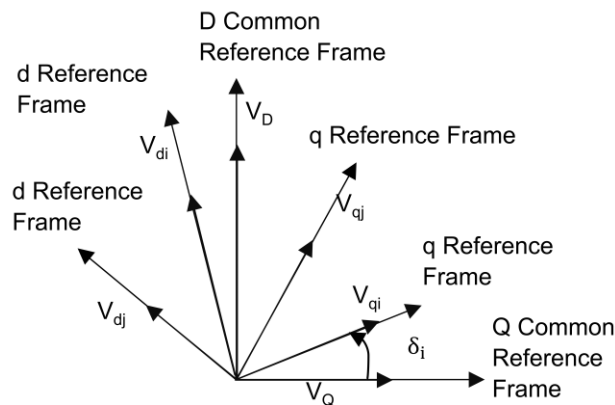 D Common
Reference Frame
d Reference
Frame
V_D
q Reference Frame
V_di
d Reference
Frame
V_qj
q Reference
Frame
V_qi
V_dj
δ_i
Q Common
Reference
Frame
V_Q